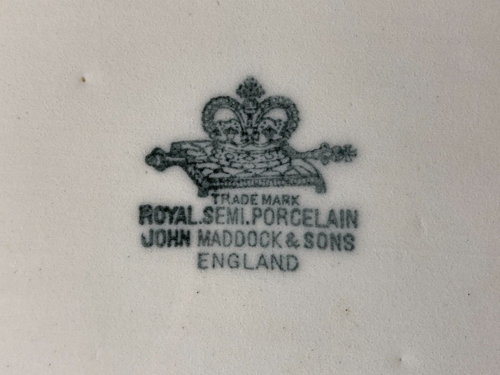 TRADE MARK
ROYAL.SEMI.PORCELAIN
JOHN MADDOCK & SONS
ENGLAND